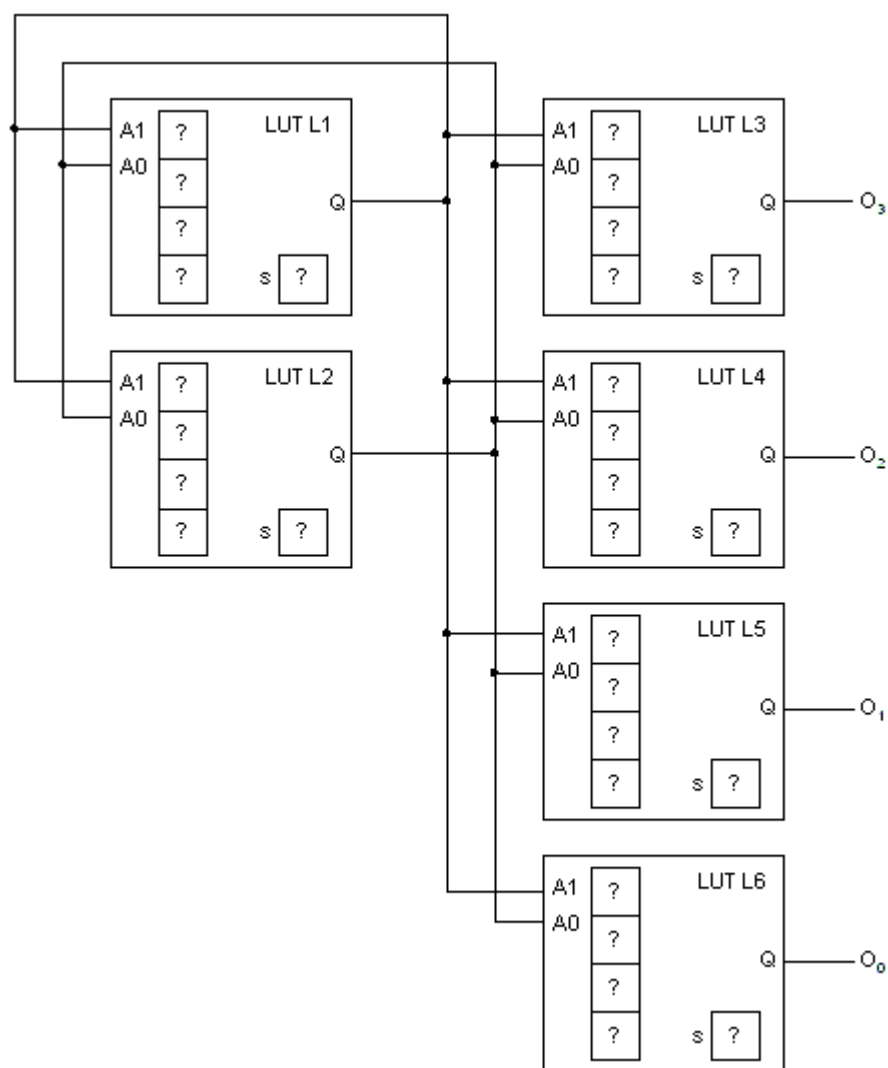 LUT L1
A1 ?
A0 ?
?
?
Q
s ?
LUT L3
A1 ?
A0 ?
?
?
Q
O₃
s ?
LUT L2
A1 ?
A0 ?
?
?
Q
s ?
LUT L4
A1 ?
A0 ?
?
?
Q
O₂
s ?
LUT L5
A1 ?
A0 ?
?
?
Q
O₁
s ?
LUT L6
A1 ?
A0 ?
?
?
Q
O₀
s ?